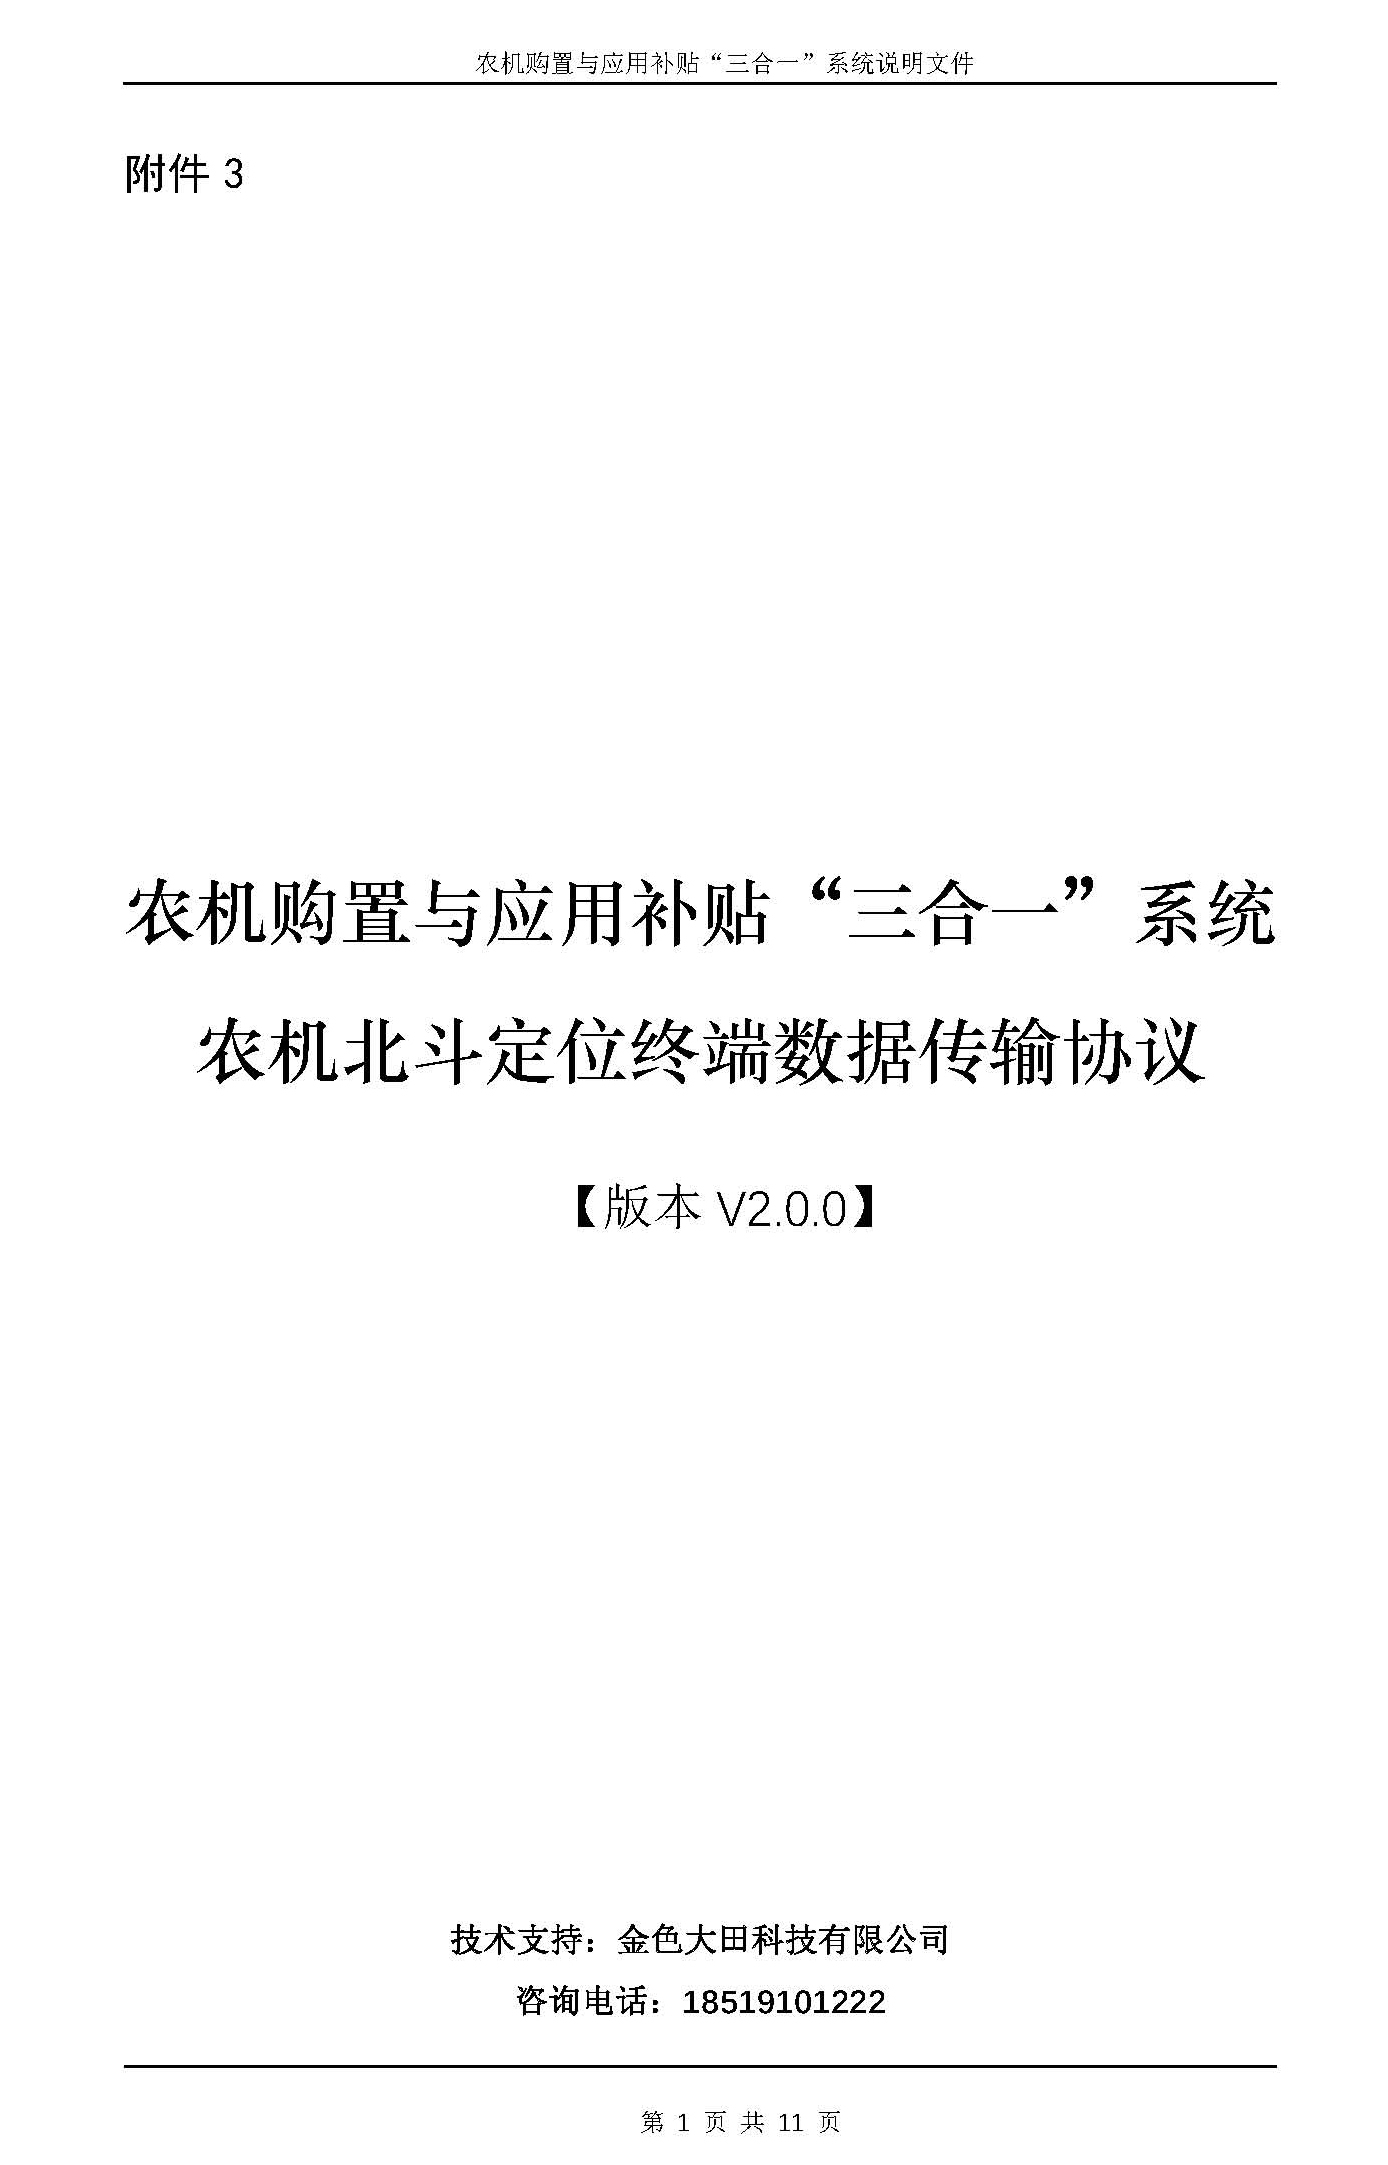 农机购置与应用补贴“三合一”系统说明文件
附件 3
农机购置与应用补贴“三合一”系统
农机北斗定位终端数据传输协议
【版本 V2.0.0】
技术支持：金色大田科技有限公司
咨询电话：18519101222
第 1 页 共 11 页